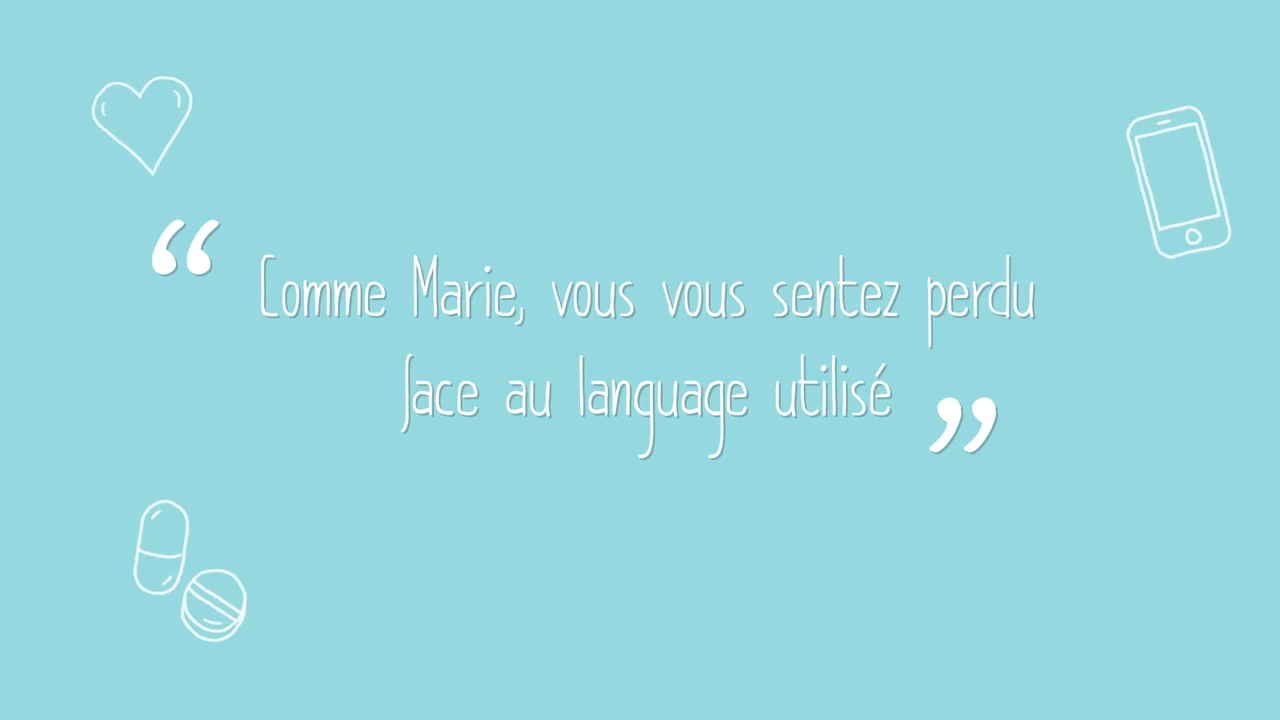 “ Comme Marie, vous vous sentez perdu
face au language utilisé ”